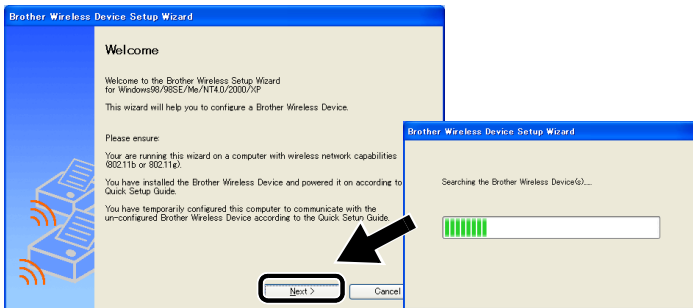 Brother Wireless Device Setup Wizard
Welcome
Welcome to the Brother Wireless Setup Wizard
for Windows98/98SE/Me/NT4.0/2000/XP
This wizard will help you to configure a Brother Wireless Device.
Please ensure:
Your are running this wizard on a computer with wireless network capabilities
(802.11b or 802.11g).
You have installed the Brother Wireless Device and powered it on according to
Quick Setup Guide.
You have temporarily configured this computer to communicate with the
un-configured Brother Wireless Device according to the Quick Setup Guide.
Next >
Cancel
Brother Wireless Device Setup Wizard
Searching the Brother Wireless Device(s)....